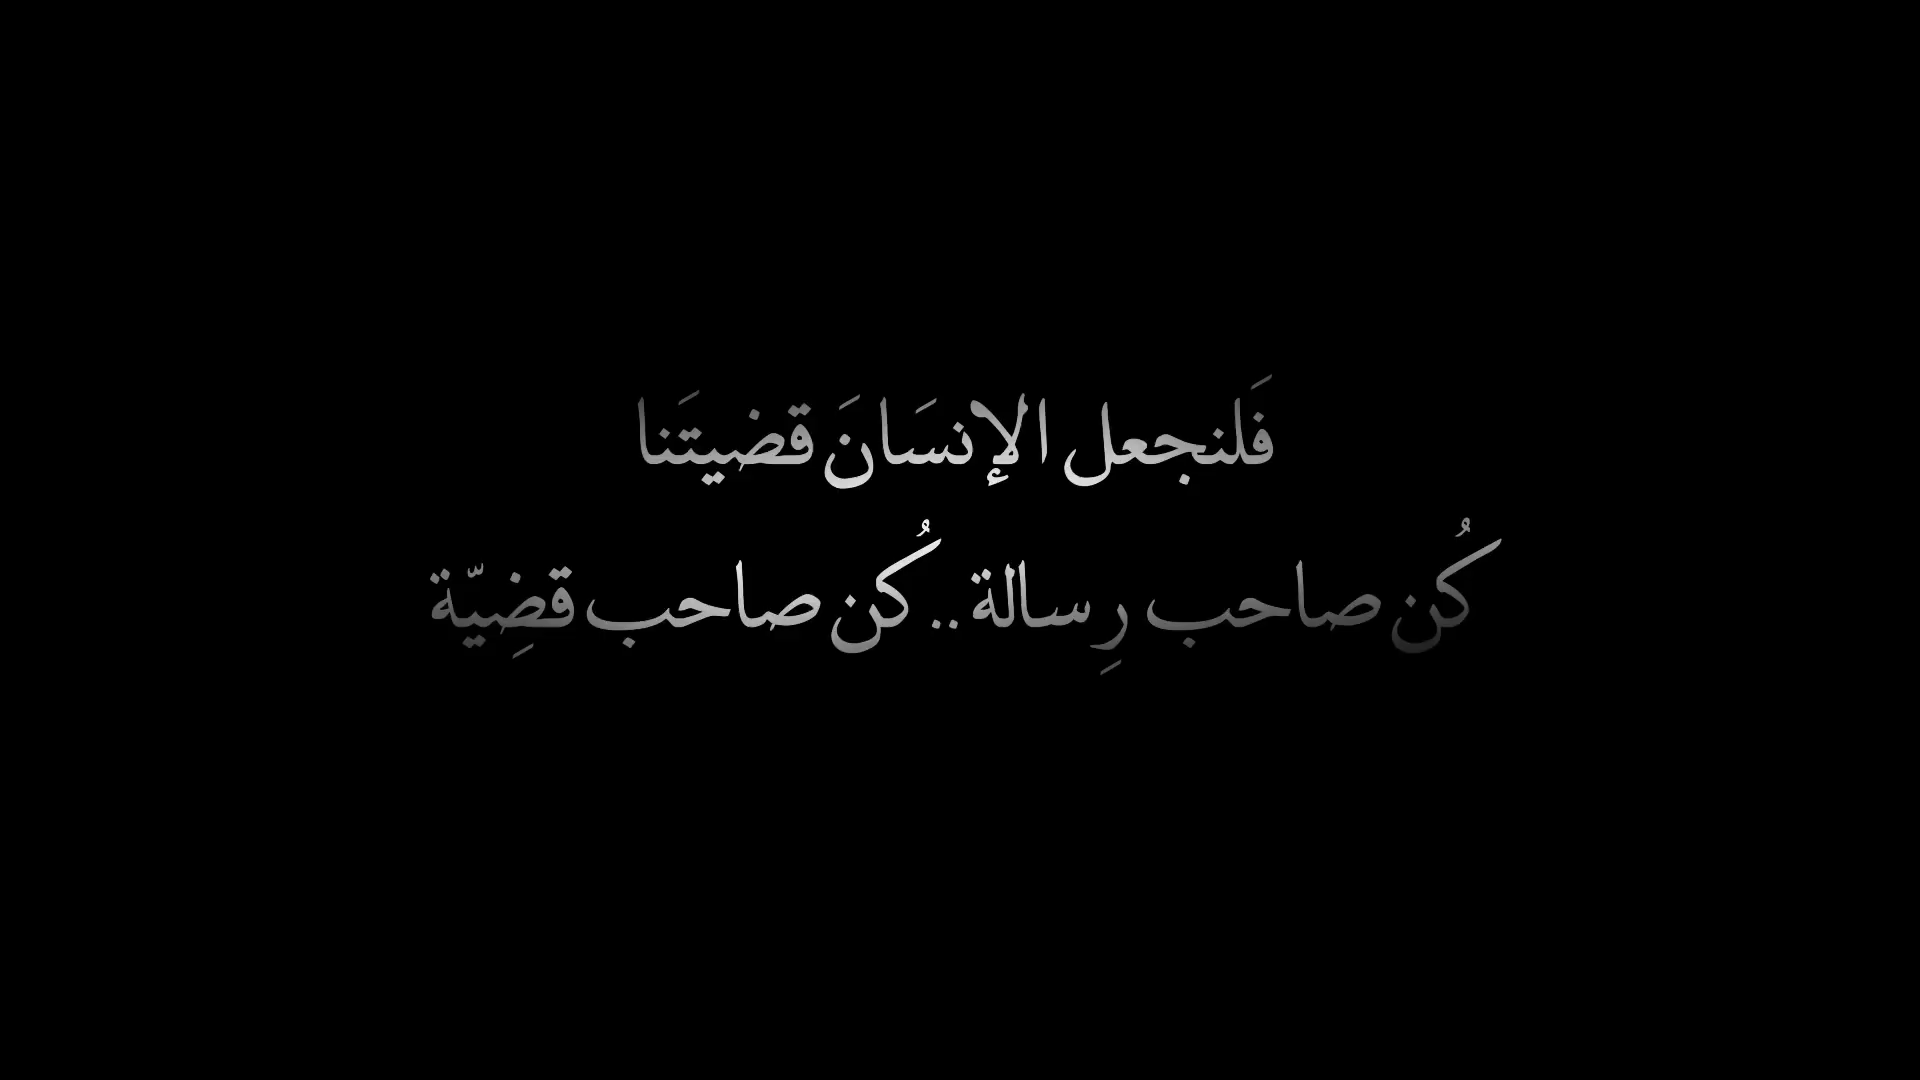 فَلنجعل الإنسَانَ قضيتَنا
كُن صاحب رِسالة .. كُن صاحب قضِيّة